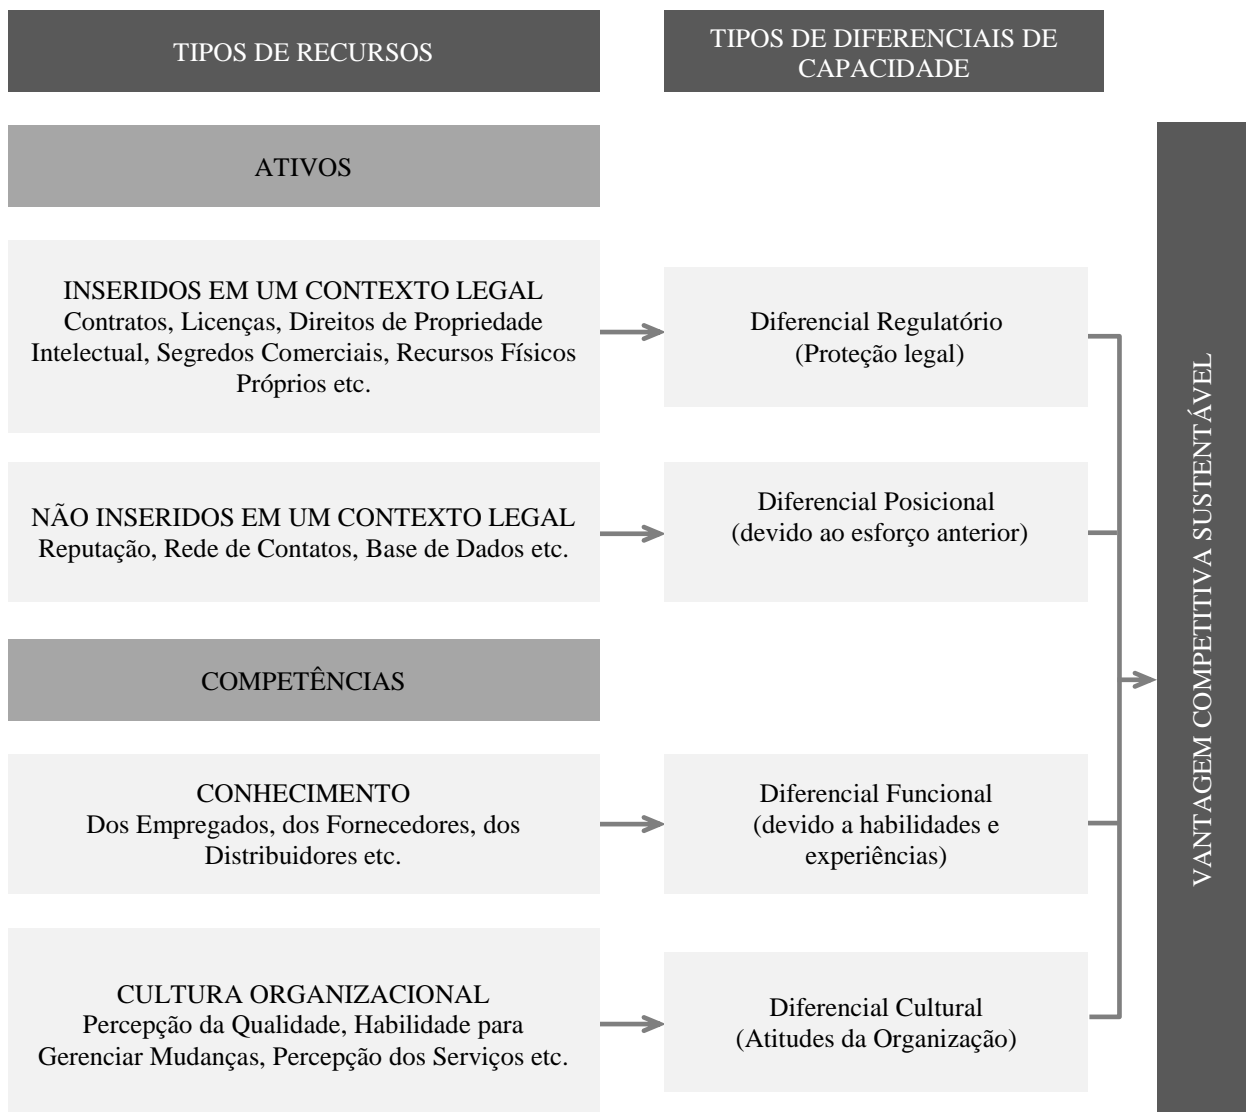 TIPOS DE RECURSOS
TIPOS DE DIFERENCIAIS DE
CAPACIDADE
ATIVOS
INSERIDOS EM UM CONTEXTO LEGAL
Contratos, Licenças, Direitos de Propriedade
Intelectual, Segredos Comerciais, Recursos Físicos
Próprios etc.
Diferencial Regulatório
(Proteção legal)
NÃO INSERIDOS EM UM CONTEXTO LEGAL
Reputação, Rede de Contatos, Base de Dados etc.
Diferencial Posicional
(devido ao esforço anterior)
COMPETÊNCIAS
CONHECIMENTO
Dos Empregados, dos Fornecedores, dos
Distribuidores etc.
Diferencial Funcional
(devido a habilidades e
experiências)
CULTURA ORGANIZACIONAL
Percepção da Qualidade, Habilidade para
Gerenciar Mudanças, Percepção dos Serviços etc.
Diferencial Cultural
(Atitudes da Organização)
VANTAGEM COMPETITIVA SUSTENTÁVEL